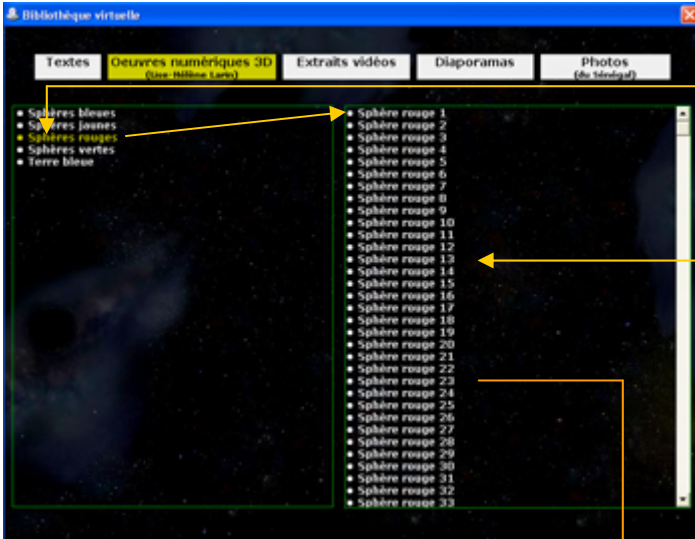 Bibliothèque virtuelle
Textes
Oeuvres numériques 3D
(Lise-Hélène Larin)
Extraits vidéos
Diaporamas
Photos
(du Sénégal)
Sphères bleues
Sphères jaunes
Sphères rouges
Sphères vertes
Terre bleue
Sphère rouge 1
Sphère rouge 2
Sphère rouge 3
Sphère rouge 4
Sphère rouge 5
Sphère rouge 6
Sphère rouge 7
Sphère rouge 8
Sphère rouge 9
Sphère rouge 10
Sphère rouge 11
Sphère rouge 12
Sphère rouge 13
Sphère rouge 14
Sphère rouge 15
Sphère rouge 16
Sphère rouge 17
Sphère rouge 18
Sphère rouge 19
Sphère rouge 20
Sphère rouge 21
Sphère rouge 22
Sphère rouge 23
Sphère rouge 24
Sphère rouge 25
Sphère rouge 26
Sphère rouge 27
Sphère rouge 28
Sphère rouge 29
Sphère rouge 30
Sphère rouge 31
Sphère rouge 32
Sphère rouge 33